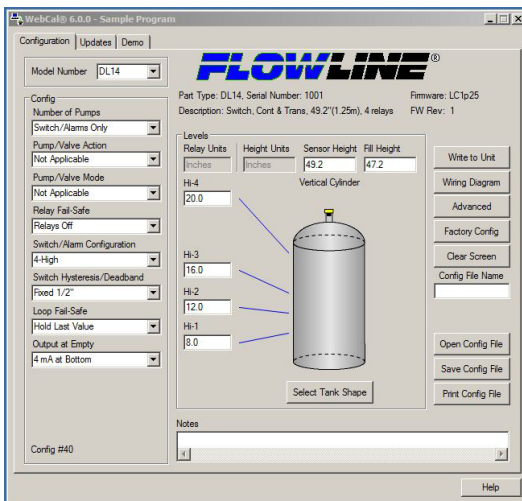 WebCal® 6.0.0 - Sample Program
Configuration Updates Demo
Model Number DL14
FLOWLINE®
Part Type: DL14, Serial Number: 1001 Firmware: LC1p25
Description: Switch, Cont & Trans, 49.2"(1.25m), 4 relays FW Rev: 1
Config
Number of Pumps
Switch/Alarms Only
Pump/Valve Action
Not Applicable
Pump/Valve Mode
Not Applicable
Relay Fail-Safe
Relays Off
Switch/Alarm Configuration
4-High
Switch Hysteresis/Deadband
Fixed 1/2"
Loop Fail-Safe
Hold Last Value
Output at Empty
4 mA at Bottom
Config #40
Levels
Relay Units Height Units Sensor Height Fill Height
Inches Inches 49.2 47.2
Hi-4 Vertical Cylinder
20.0
Hi-3
16.0
Hi-2
12.0
Hi-1
8.0
Select Tank Shape
Notes
Write to Unit
Wiring Diagram
Advanced
Factory Config
Clear Screen
Config File Name
Open Config File
Save Config File
Print Config File
Help